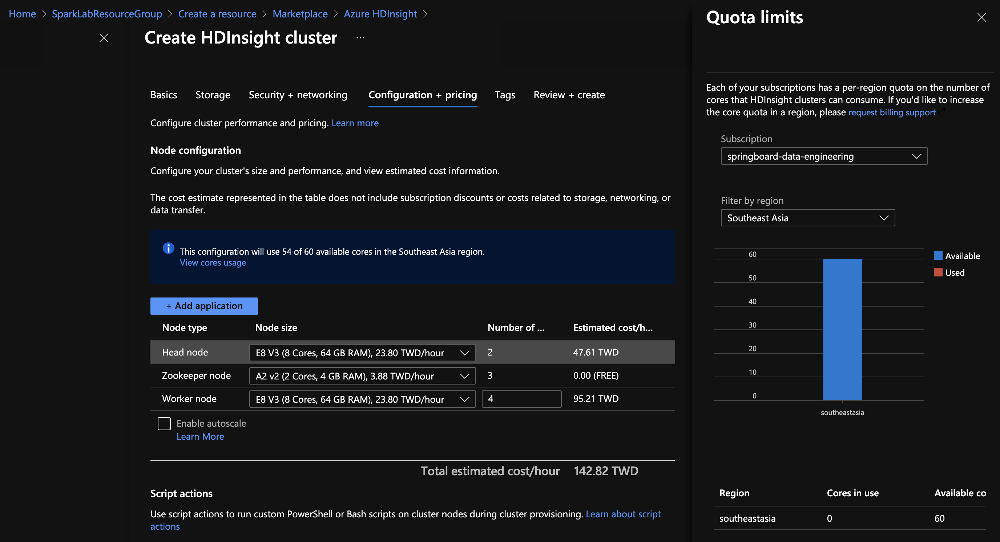 Home > SparkLabResourceGroup > Create a resource > Marketplace > Azure HDInsight >
Create HDInsight cluster ...
Basics Storage Security + networking Configuration + pricing Tags Review + create
Configure cluster performance and pricing. Learn more
Node configuration
Configure your cluster's size and performance, and view estimated cost information.
The cost estimate represented in the table does not include subscription discounts or costs related to storage, networking, or
data transfer.
This configuration will use 54 of 60 available cores in the Southeast Asia region.
View cores usage
+ Add application
Node type Node size Number of ... Estimated cost/h...
Head node E8 V3 (8 Cores, 64 GB RAM), 23.80 TWD/hour 2 47.61 TWD
Zookeeper node A2 v2 (2 Cores, 4 GB RAM), 3.88 TWD/hour 3 0.00 (FREE)
Worker node E8 V3 (8 Cores, 64 GB RAM), 23.80 TWD/hour 4 95.21 TWD
Enable autoscale
Learn More
Total estimated cost/hour 142.82 TWD
Script actions
Use script actions to run custom PowerShell or Bash scripts on cluster nodes during cluster provisioning. Learn about script
actions
Quota limits
Each of your subscriptions has a per-region quota on the number of
cores that HDInsight clusters can consume. If you'd like to increase
the core quota in a region, please request billing support
Subscription
springboard-data-engineering
Filter by region
Southeast Asia
60
50
40
30
20
10
0
southeastasia
Available
Used
Region Cores in use Available co
southeastasia 0 60